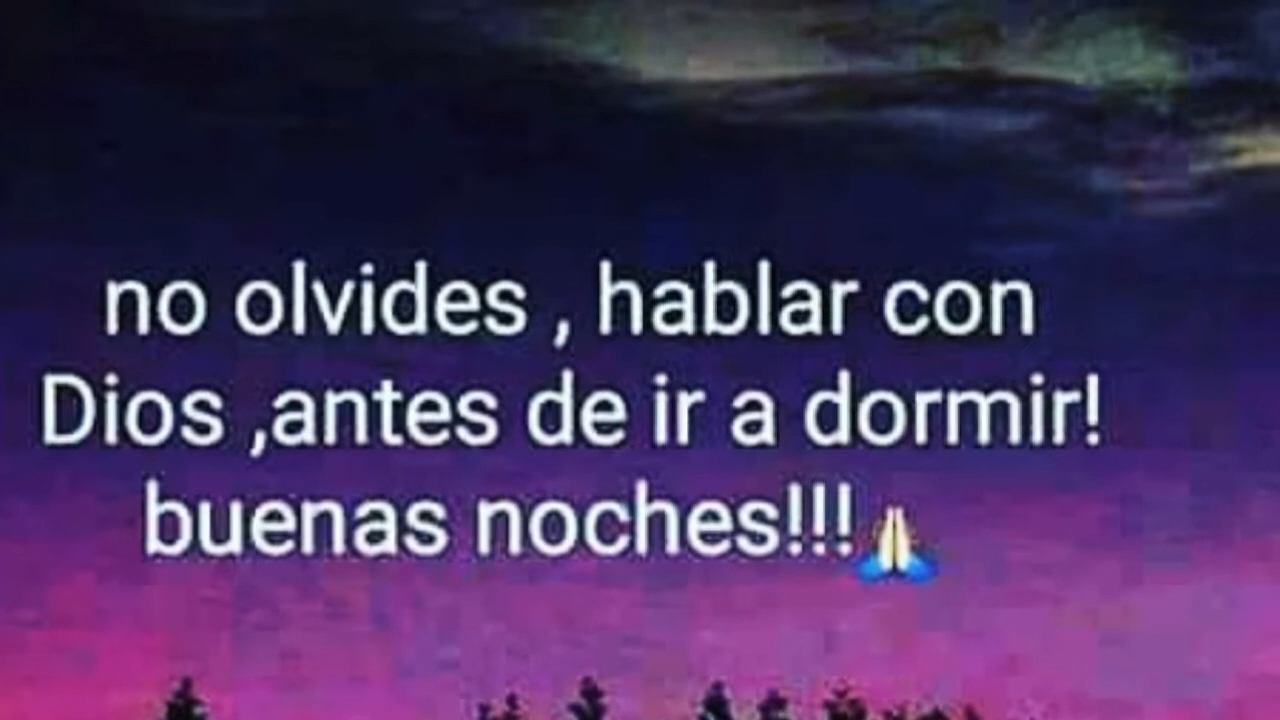 no olvides , hablar con
Dios ,antes de ir a dormir!
buenas noches!!!🙏